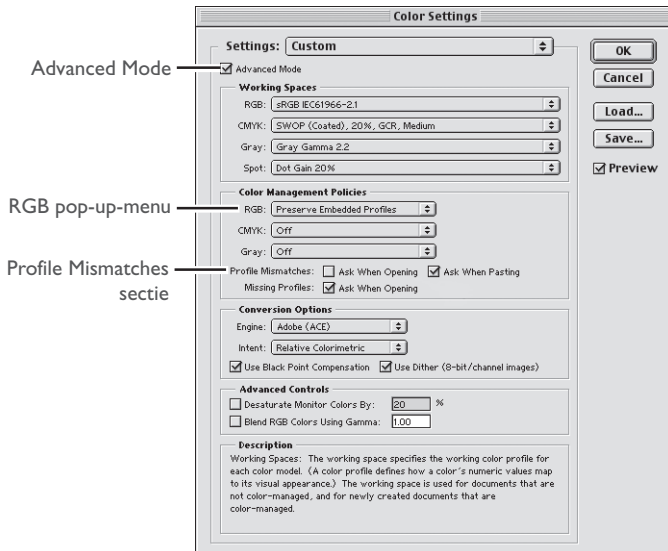 Color Settings
Settings: Custom
OK
Advanced Mode
Advanced Mode
Cancel
Working Spaces
RGB: sRGB IEC61966-2.1
Load...
CMYK: SWOP (Coated), 20%, GCR, Medium
Save...
Gray: Gray Gamma 2.2
Spot: Dot Gain 20%
Preview
Color Management Policies
RGB pop-up-menu
RGB: Preserve Embedded Profiles
CMYK: Off
Gray: Off
Profile Mismatches sectie
Profile Mismatches: Ask When Opening Ask When Pasting
Missing Profiles: Ask When Opening
Conversion Options
Engine: Adobe (ACE)
Intent: Relative Colorimetric
Use Black Point Compensation Use Dither (8-bit/channel images)
Advanced Controls
Desaturate Monitor Colors By: 20 %
Blend RGB Colors Using Gamma: 1.00
Description
Working Spaces: The working space specifies the working color profile for
each color model. (A color profile defines how a color's numeric values map
to its visual appearance.) The working space is used for documents that are
not color-managed, and for newly created documents that are
color-managed.